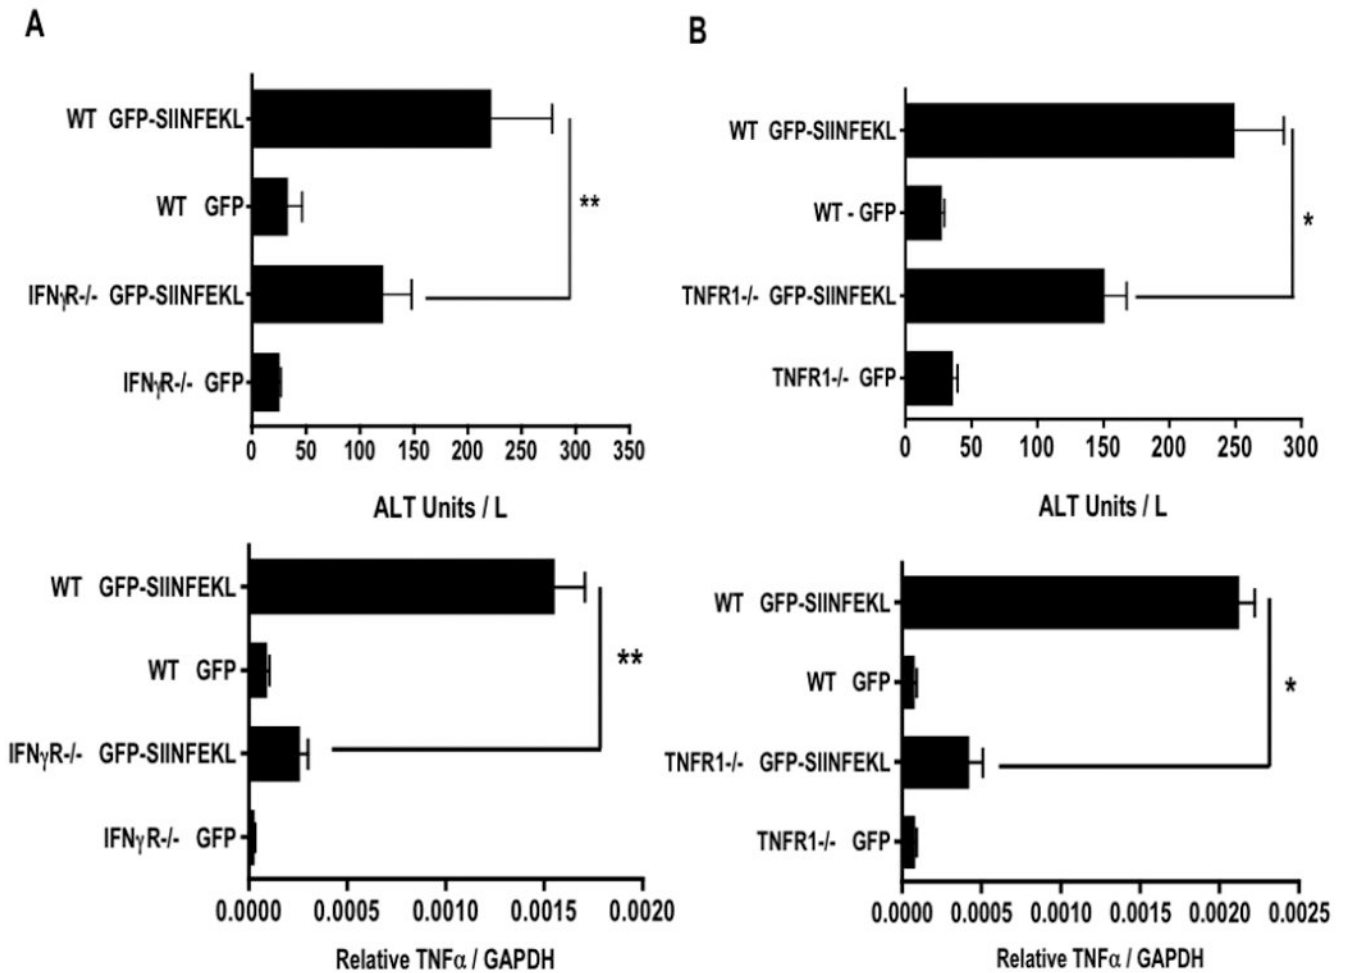 A
WT GFP-SIINFEKL
WT GFP
**
IFNγR-/- GFP-SIINFEKL
IFNγR-/- GFP
0 50 100 150 200 250 300 350
ALT Units / L
WT GFP-SIINFEKL
WT GFP
**
IFNγR-/- GFP-SIINFEKL
IFNγR-/- GFP
0.0000 0.0005 0.0010 0.0015 0.0020
Relative TNFα / GAPDH
B
WT GFP-SIINFEKL
WT - GFP
*
TNFR1-/- GFP-SIINFEKL
TNFR1-/- GFP
0 50 100 150 200 250 300
ALT Units / L
WT GFP-SIINFEKL
WT GFP
*
TNFR1-/- GFP-SIINFEKL
TNFR1-/- GFP
0.0000 0.0005 0.0010 0.0015 0.0020 0.0025
Relative TNFα / GAPDH